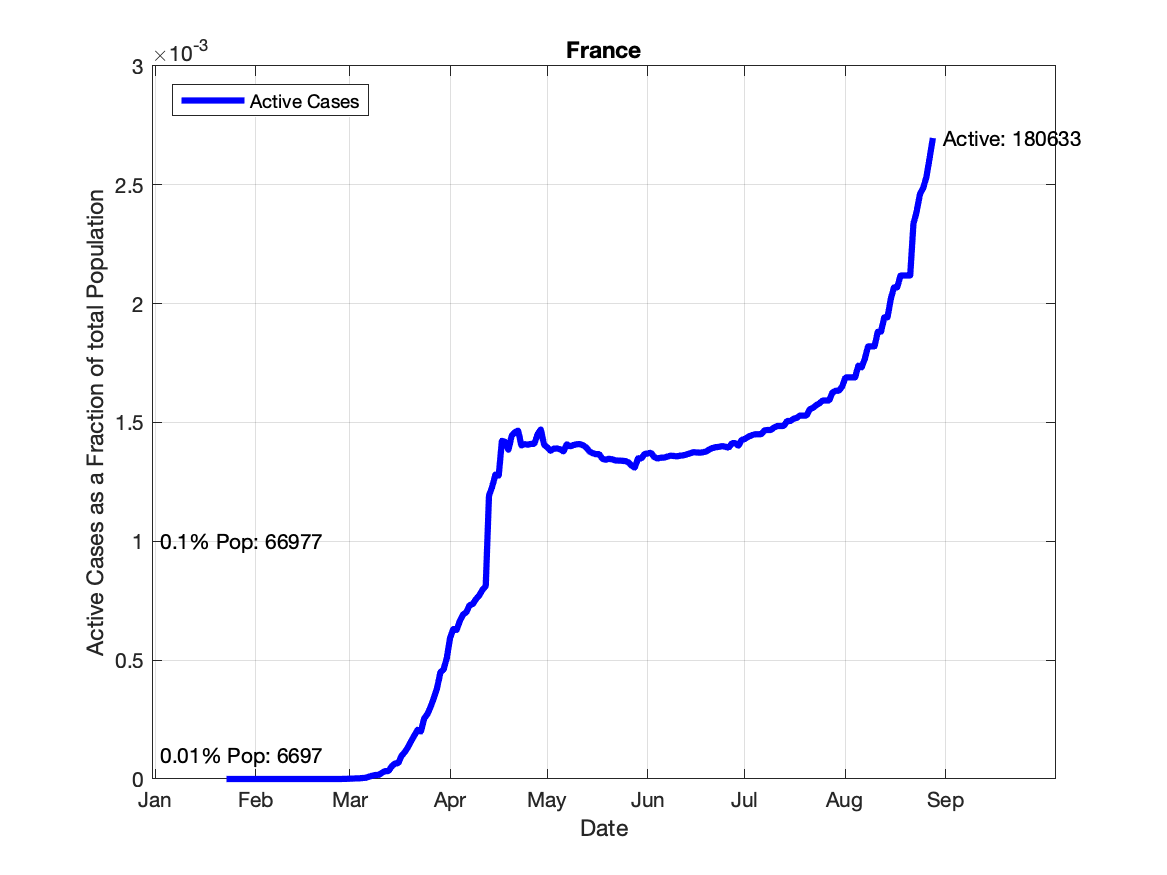 France
×10-3
Active Cases
Active: 180633
3
2.5
2
1.5
1
0.5
0
0.1% Pop: 66977
0.01% Pop: 6697
Active Cases as a Fraction of total Population
Jan Feb Mar Apr May Jun Jul Aug Sep
Date